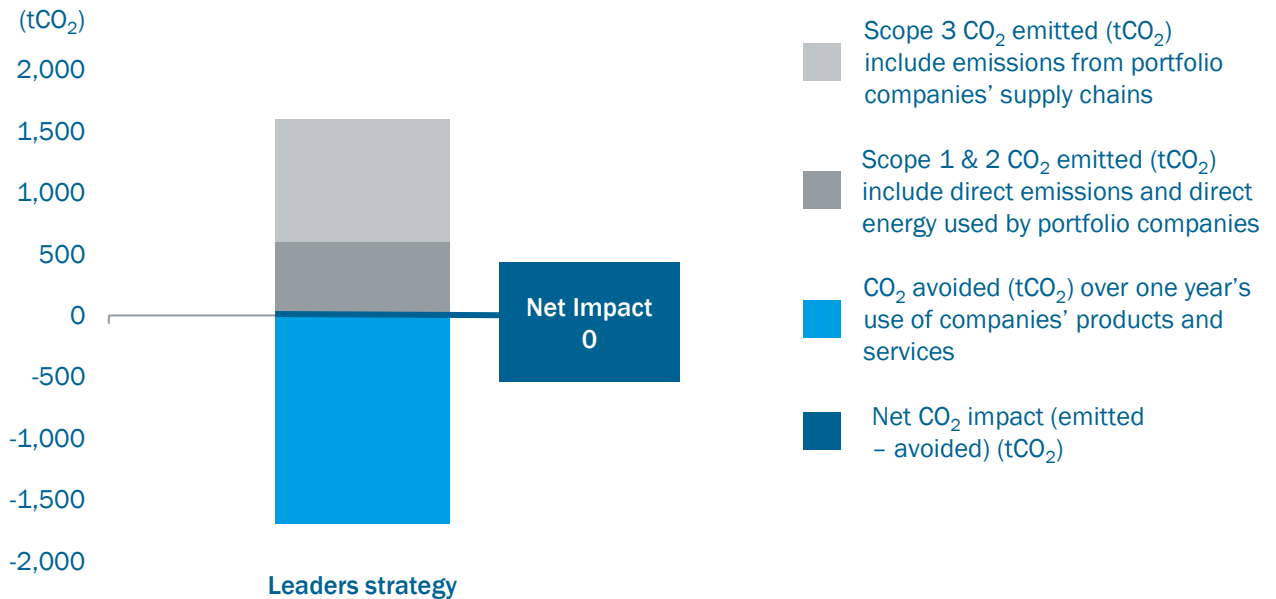 (tCO₂)
2,000
1,500
1,000
500
0
-500
-1,000
-1,500
-2,000
Net Impact
0
Leaders strategy
Scope 3 CO₂ emitted (tCO₂)
include emissions from portfolio
companies’ supply chains
Scope 1 & 2 CO₂ emitted (tCO₂)
include direct emissions and direct
energy used by portfolio companies
CO₂ avoided (tCO₂) over one year’s
use of companies’ products and
services
Net CO₂ impact (emitted
– avoided) (tCO₂)